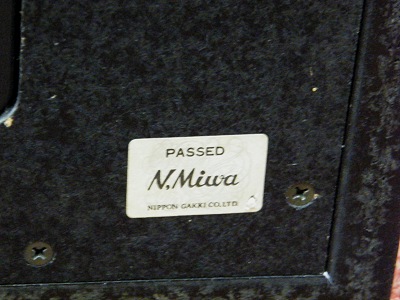 PASSED
N.Miwa
NIPPON GAKKI CO.,LTD